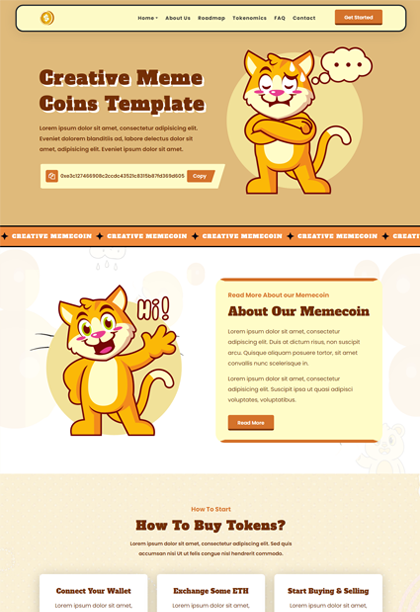 Home About Us Roadmap Tokenomics FAQ Contact Get Started
Creative Meme
Coins Template
Lorem ipsum dolor sit amet, consectetur adipisicing elit.
Eveniet dolorem blanditiis ad, labore delectus dolor sit
amet, adipisicing elit. Eveniet ipsum sit amet.
0xe3c127466908c2ccdc43521c8315b87fd369d605 Copy
CREATIVE MEMECOIN CREATIVE MEMECOIN CREATIVE MEMECOIN CREATIVE MEMECOIN CREATI
Hi!
Read More About our Memecoin
About Our Memecoin
Lorem ipsum dolor sit amet, consectetur
adipisicing elit. Duis at dictum risus, non suscipit
arcu. Quisque aliquam posuere tortor, sit amet
convallis nunc scelerisque in.
Lorem ipsum dolor sit amet, consectetur
adipisicing elit. Suscipit ipsa ut quasi adipisci
voluptates, voluptatibus.
Read More
How To Start
How To Buy Tokens?
Lorem ipsum dolor sit amet, consectetur adipisicing elit. Sed quis
accumsan nisi. Ut ut felis congue nisl hendrerit commodo.
Connect Your Wallet Exchange Some ETH Start Buying & Selling
Lorem ipsum dolor sit amet, Lorem ipsum dolor sit amet, Lorem ipsum dolor sit amet,